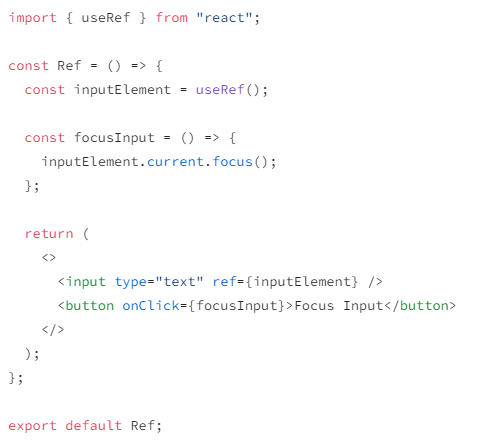 import { useRef } from "react";

const Ref = () => {
  const inputElement = useRef();

  const focusInput = () => {
    inputElement.current.focus();
  };

  return (
    <>
      <input type="text" ref={inputElement} />
      <button onClick={focusInput}>Focus Input</button>
    </>
  );
};

export default Ref;